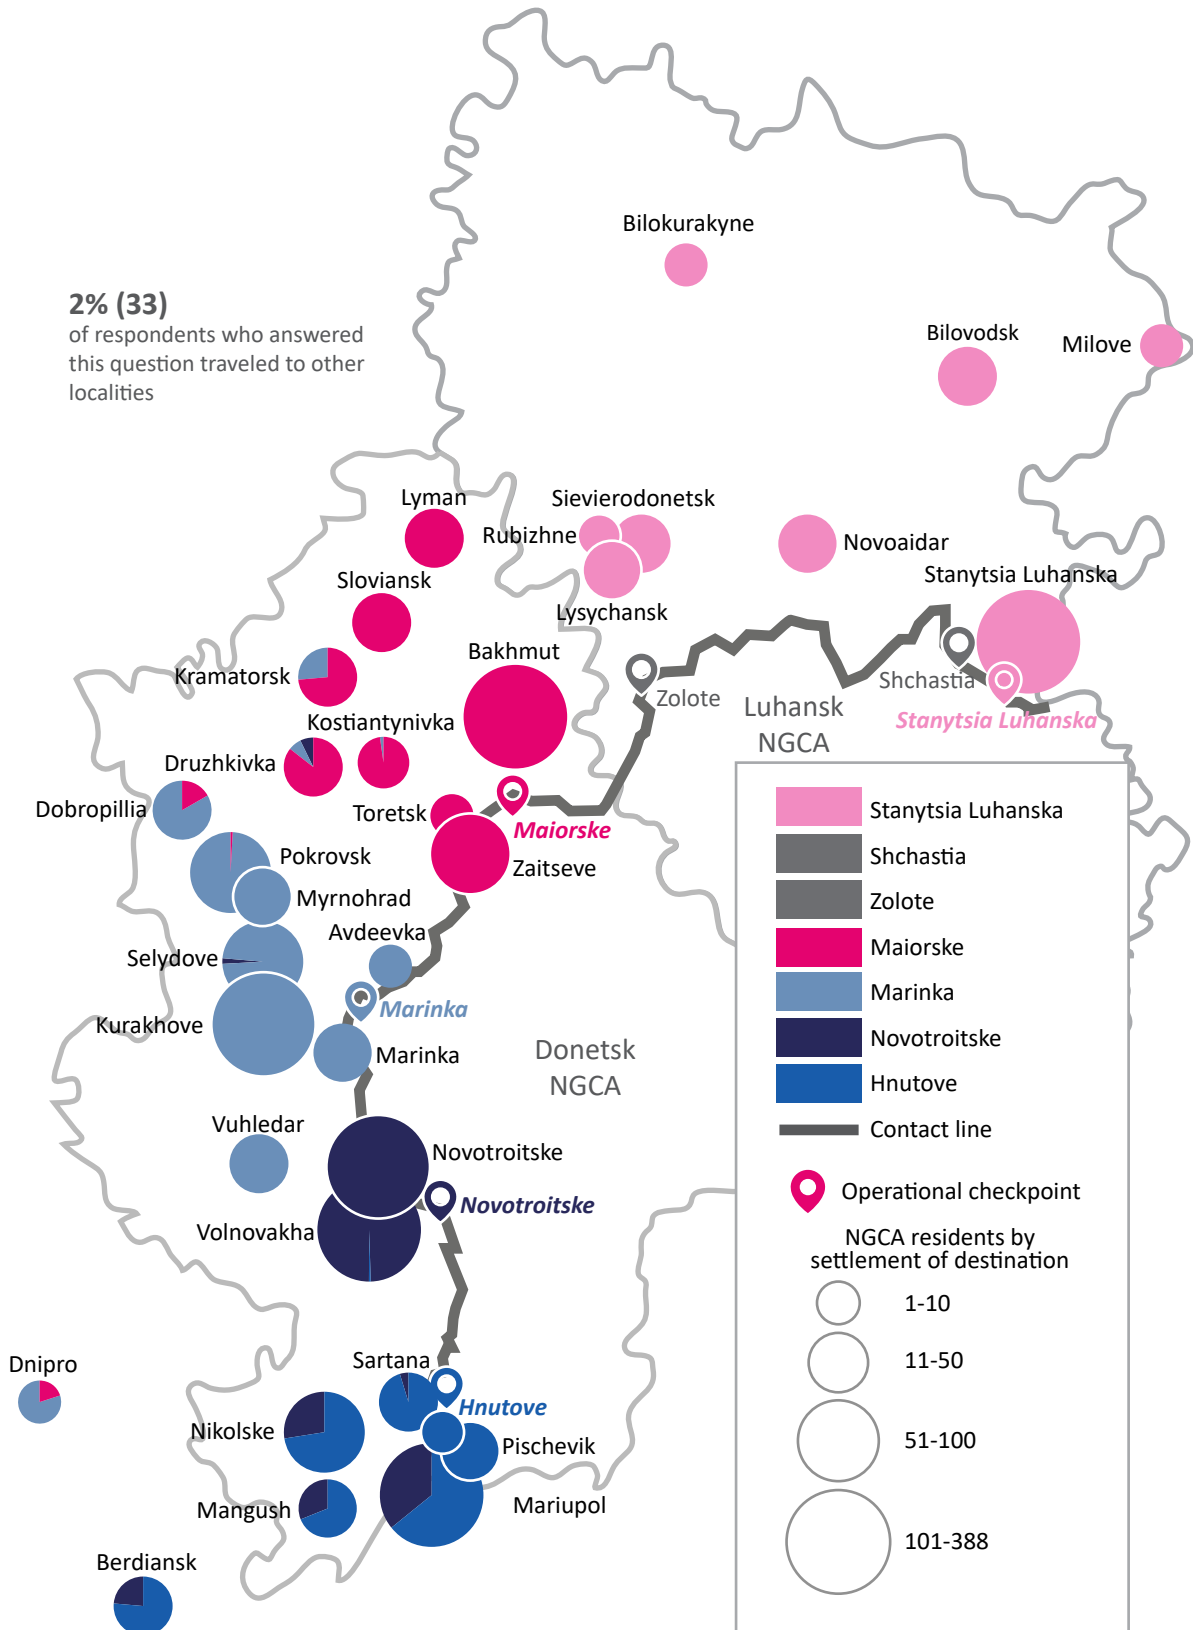 Bilokurakyne
2% (33)
of respondents who answered
this question traveled to other
localities
Bilovodsk
Milove
Lyman
Sievierodonetsk
Rubizhne
Novoaidar
Sloviansk
Stanytsia Luhanska
Lysychansk
Bakhmut
Kramatorsk
Shchastia
Zolote
Luhansk
NGCA
Stanytsia Luhanska
Kostiantynivka
Druzhkivka
Dobropillia
Toretsk
Maiorske
Pokrovsk
Zaitseve
Myrnohrad
Avdeevka
Selydove
Marinka
Kurakhove
Marinka
Donetsk
NGCA
Vuhledar
Novotroitske
Novotroitske
Volnovakha
Sartana
Dnipro
Hnutove
Nikolske
Pischevik
Mangush
Mariupol
Berdiansk
Stanytsia Luhanska
Shchastia
Zolote
Maiorske
Marinka
Novotroitske
Hnutove
Contact line
Operational checkpoint
NGCA residents by
settlement of destination
1-10
11-50
51-100
101-388